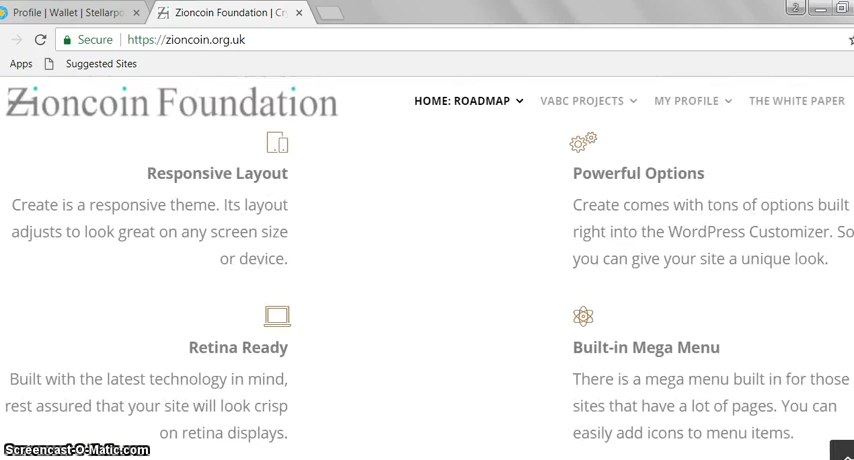 Profile | Wallet | Stellarpo
Zioncoin Foundation | Cr
2
Secure
https://zioncoin.org.uk
Apps
Suggested Sites
Zioncoin Foundation
HOME: ROADMAP
VABC PROJECTS
MY PROFILE
THE WHITE PAPER
Responsive Layout
Create is a responsive theme. Its layout
adjusts to look great on any screen size
or device.
Powerful Options
Create comes with tons of options built
right into the WordPress Customizer. So
you can give your site a unique look.
Retina Ready
Built with the latest technology in mind,
rest assured that your site will look crisp
on retina displays.
Built-in Mega Menu
There is a mega menu built in for those
sites that have a lot of pages. You can
easily add icons to menu items.
Screencast-O-Matic.com